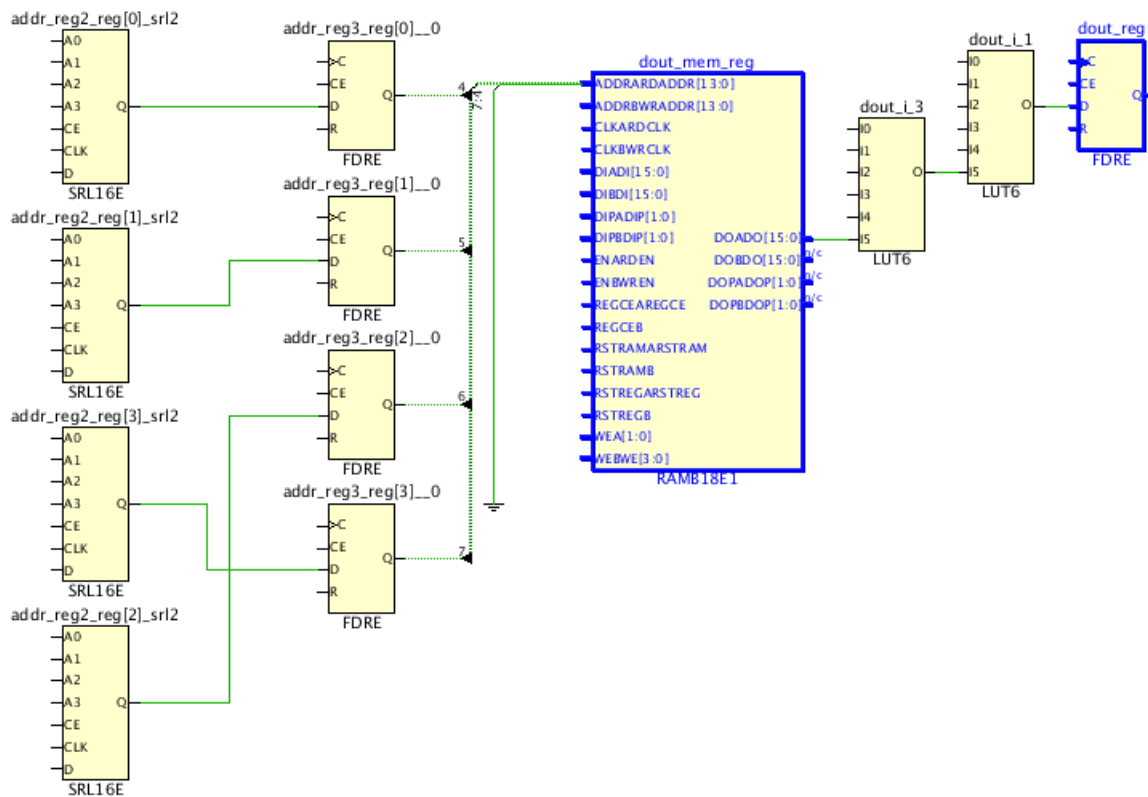 addr_reg2_reg[0]_srl2
A0
A1
A2
A3
CE
CLK
D
Q
SRL16E
addr_reg2_reg[1]_srl2
A0
A1
A2
A3
CE
CLK
D
Q
SRL16E
addr_reg2_reg[3]_srl2
A0
A1
A2
A3
CE
CLK
D
Q
SRL16E
addr_reg2_reg[2]_srl2
A0
A1
A2
A3
CE
CLK
D
Q
SRL16E
addr_reg3_reg[0]__0
C
CE
D
R
Q
FDRE
addr_reg3_reg[1]__0
C
CE
D
R
Q
FDRE
addr_reg3_reg[2]__0
C
CE
D
R
Q
FDRE
addr_reg3_reg[3]__0
C
CE
D
R
Q
FDRE
4
7:4
5
6
7
dout_mem_reg
ADDRARDADDR[13:0]
ADDRBWRADDR[13:0]
CLKARDCLK
CLKBWRCLK
DIADI[15:0]
DIBDI[15:0]
DIPADIP[1:0]
DIPBDIP[1:0]
ENARDEN
ENBWREN
REGCEAREGCE
REGCEB
RSTRAMARSTRAM
RSTRAMB
RSTREGARSTREG
RSTREGB
WEA[1:0]
WEBWE[3:0]
DOADO[15:0]
DOBDO[15:0]
n/c
DOPADOP[1:0]
n/c
DOPBDOP[1:0]
n/c
RAMB18E1
dout_i_3
I0
I1
I2
I3
I4
I5
O
LUT6
dout_i_1
I0
I1
I2
I3
I4
I5
O
LUT6
dout_reg
C
CE
D
R
Q
FDRE